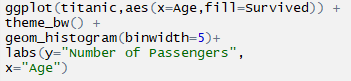 ggplot(titanic,aes(x=Age,fill=Survived)) +
theme_bw() +
geom_histogram(binwidth=5)+
labs(y="Number of Passengers",
x="Age")